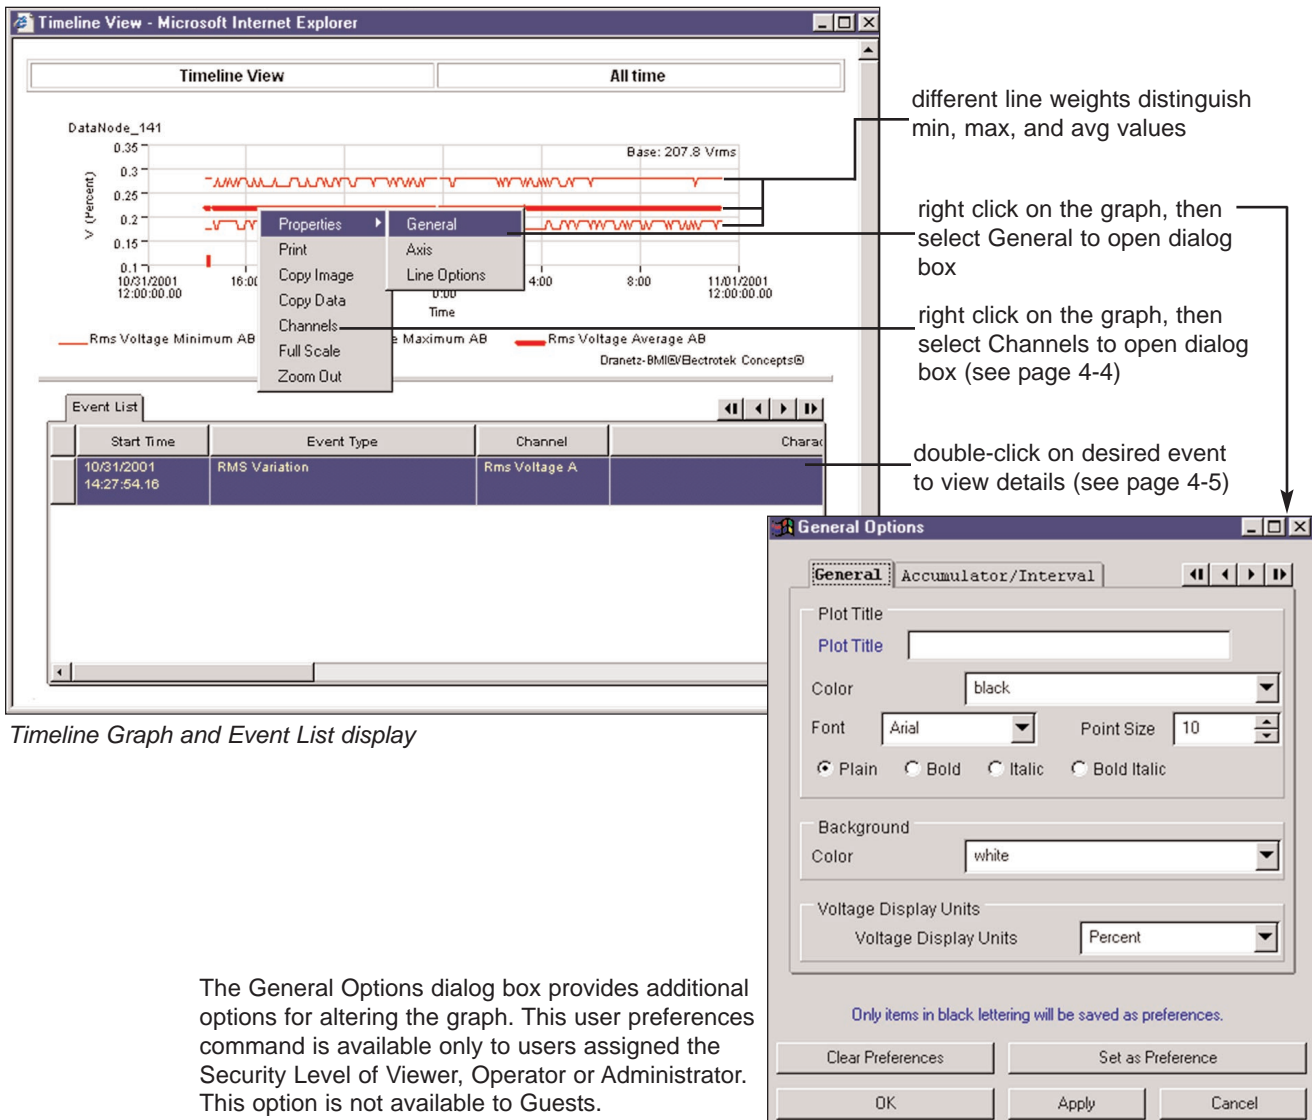 Timeline View - Microsoft Internet Explorer
Timeline View
All time
DataNode_141
Base: 207.8 Vrms
V (Percent)
0.35
0.3
0.25
0.2
0.15
0.1
10/31/2001
12:00:00.00
16:0
0:00
4:00
8:00
11/01/2001
12:00:00.00
Time
Properties
Print
Copy Image
Copy Data
Channels
Full Scale
Zoom Out
General
Axis
Line Options
Rms Voltage Minimum AB
e Maximum AB
Rms Voltage Average AB
Dranetz-BMI®/Electrotek Concepts®
Event List
Start Time
Event Type
Channel
Charac
10/31/2001
14:27:54.16
RMS Variation
Rms Voltage A
different line weights distinguish
min, max, and avg values
right click on the graph, then
select General to open dialog
box
right click on the graph, then
select Channels to open dialog
box (see page 4-4)
double-click on desired event
to view details (see page 4-5)
Timeline Graph and Event List display
General Options
General
Accumulator/Interval
Plot Title
Plot Title
Color
black
Font
Arial
Point Size
10
Plain
Bold
Italic
Bold Italic
Background
Color
white
Voltage Display Units
Voltage Display Units
Percent
Only items in black lettering will be saved as preferences.
Clear Preferences
Set as Preference
OK
Apply
Cancel
The General Options dialog box provides additional
options for altering the graph. This user preferences
command is available only to users assigned the
Security Level of Viewer, Operator or Administrator.
This option is not available to Guests.